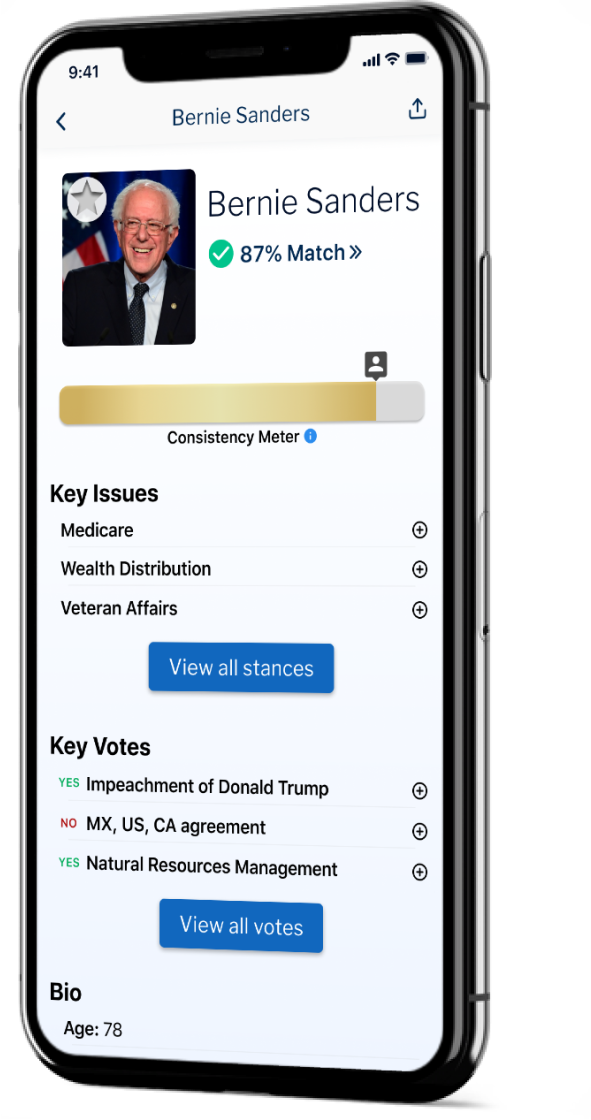 9:41
Bernie Sanders
Bernie Sanders
87% Match »
Consistency Meter
Key Issues
Medicare
Wealth Distribution
Veteran Affairs
View all stances
Key Votes
YES Impeachment of Donald Trump
NO MX, US, CA agreement
YES Natural Resources Management
View all votes
Bio
Age: 78